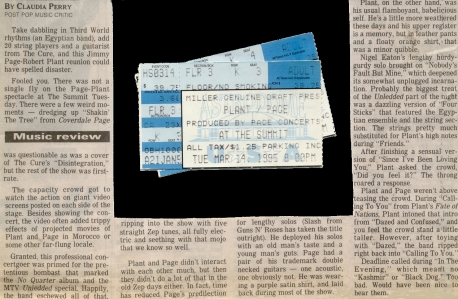 BY CLAUDIA PERRY
POST POP MUSIC CRITIC
Take dabbling in Third World
rhythms (an Egyptian band), add
20 string players and a guitarist
from The Cure, and this Jimmy
Page-Robert Plant reunion could
have spelled disaster.
Fooled you. There was not a
single fly on the Page-Plant
spectacle at The Summit Tues-
day. There were a few weird mo-
ments — dredging up "Shakin'
The Tree" from Coverdale Page
Music review
was questionable as a cover
of The Cure's "Disintegration,"
but the rest of the show was first-
rate.
The capacity crowd got to
watch the action on giant video
screens posted on each side of the
stage. Besides showing the con-
cert, the video often added trippy
effects of projected movies of
Plant and Page in Morocco or
some other far-flung locale.
Granted, this professional con-
certgoer was primed for the pre-
tentious bombast that marked
the No Quarter album and the
MTV Unledded special. Happily,
the band eschewed all of that,
HSB314 FLR 3 K 3
FLOOR/NO SMOKING
MILLER GENUINE DRAFT PRES
PLANT / PAGE
PRODUCED BY PACE CONCERTS
AT THE SUMMIT
ALL TAX/$1.25 PARKING INC
TUE MAR 14, 1995 8:00PM
ripping into the show with five
straight Zep tunes, all fully elec-
tric and seething with that mojo
that we know so well.
Plant and Page didn't interact
with each other much, but then
they didn't do a lot of that in the
old Zep days either. In fact, time
has reduced Page's predilection
for lengthy solos (Slash from
Guns N' Roses has taken the title
outright). He deployed his solos
with an old man's taste and a
young man's guts. Page had a
pair of his trademark double
necked guitars — one acoustic,
one obviously not. He was wear-
ing a purple satin shirt, and laid
back during most of the show.
Plant, on the other hand, was
his usual flamboyant, babelicious
self. He's a little more weathered
these days and his upper register
is a memory, but in leather pants
and a floaty orange shirt, that
was a minor quibble.
Nigel Eaton's lengthy hurdy-
gurdy solo brought on "Nobody's
Fault But Mine," which deepened
its somewhat unplugged incarna-
tion. Probably the biggest treat
of the Unledded part of the night
was a dazzling version of "Four
Sticks" that featured the Egyp-
tian ensemble and the string sec-
tion. The strings pretty much
substituted for Plant's high notes
during "Friends."
After finishing a sensual ver-
sion of "Since I've Been Loving
You," Plant asked the crowd,
"Did you feel it?" The throng
roared a response.
Plant and Page weren't above
teasing the crowd. During "Call-
ing To You" from Plant's Fate of
Nations, Plant intoned that intro
from "Dazed and Confused," and
you feel the crowd stand a little
taller. However, after toying
with "Dazed," the band ripped
right back into "Calling To You."
Deadline called during "In The
Evening," which meant no
"Kashmir" or "Black Dog." Too
bad. Would have been nice to
hear them.